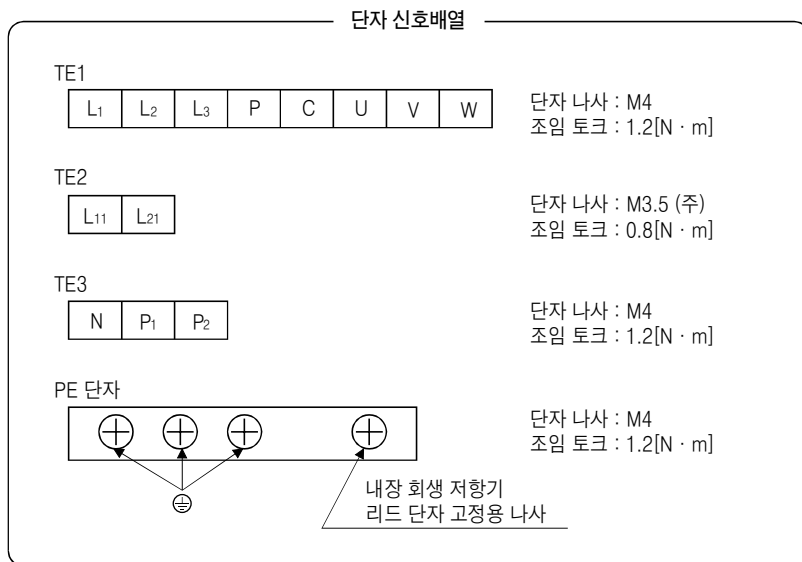 단자 신호배열
TE1
L1 L2 L3 P C U V W
단자 나사 : M4
조임 토크 : 1.2[N · m]
TE2
L11 L21
단자 나사 : M3.5 (주)
조임 토크 : 0.8[N · m]
TE3
N P1 P2
단자 나사 : M4
조임 토크 : 1.2[N · m]
PE 단자
단자 나사 : M4
조임 토크 : 1.2[N · m]
내장 회생 저항기
리드 단자 고정용 나사